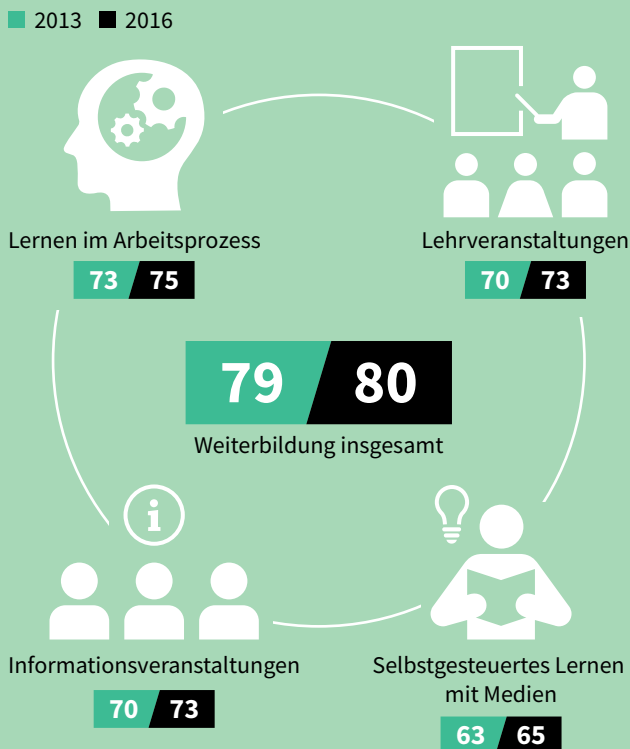 2013 2016
Lernen im Arbeitsprozess
73 75
Lehrveranstaltungen
70 73
79 80
Weiterbildung insgesamt
i
Informationsveranstaltungen
70 73
Selbstgesteuertes Lernen
mit Medien
63 65